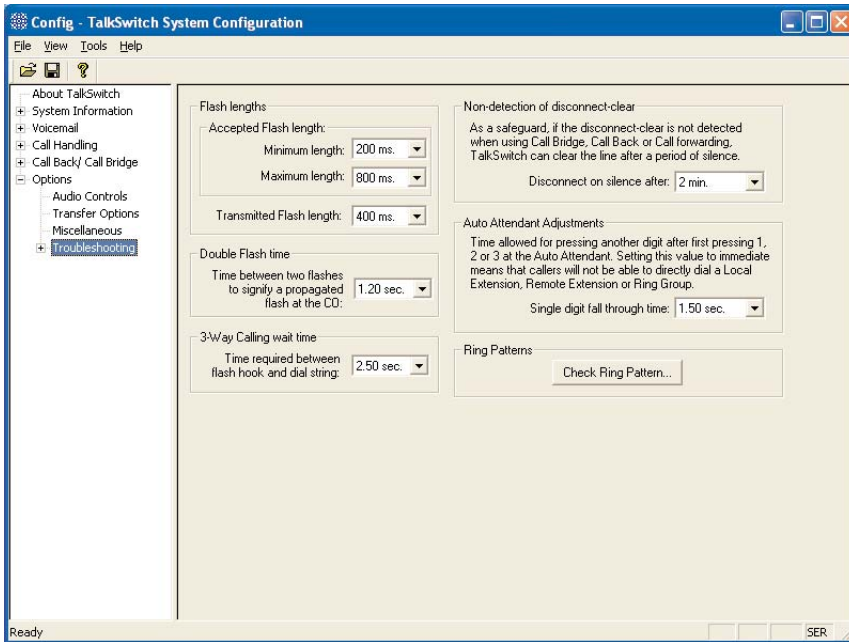 Config - TalkSwitch System Configuration
File View Tools Help
About TalkSwitch
System Information
Voicemail
Call Handling
Call Back/ Call Bridge
Options
Audio Controls
Transfer Options
Miscellaneous
Troubleshooting
Flash lengths
Accepted Flash length:
Minimum length: 200 ms.
Maximum length: 800 ms.
Transmitted Flash length: 400 ms.
Double Flash time
Time between two flashes
to signify a propagated
flash at the CO:
1.20 sec.
3-Way Calling wait time
Time required between
flash hook and dial string:
2.50 sec.
Non-detection of disconnect-clear
As a safeguard, if the disconnect-clear is not detected
when using Call Bridge, Call Back or Call forwarding,
TalkSwitch can clear the line after a period of silence.
Disconnect on silence after: 2 min.
Auto Attendant Adjustments
Time allowed for pressing another digit after first pressing 1,
2 or 3 at the Auto Attendant. Setting this value to immediate
means that callers will not be able to directly dial a Local
Extension, Remote Extension or Ring Group.
Single digit fall through time: 1.50 sec.
Ring Patterns
Check Ring Pattern...
Ready
SER